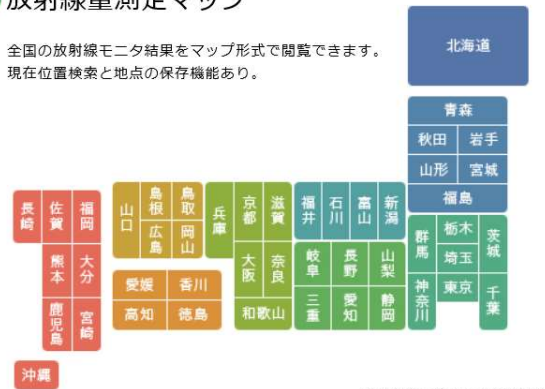 放射線量測定マップ
全国の放射線モニタ結果をマップ形式で閲覧できます。
現在位置検索と地点の保存機能あり。
北海道
青森
秋田
岩手
山形
宮城
福島
長崎
佐賀
福岡
熊本
大分
鹿児島
宮崎
沖縄
山口
島根
鳥取
広島
岡山
愛媛
香川
高知
徳島
兵庫
京都
滋賀
大阪
奈良
和歌山
福井
石川
富山
新潟
岐阜
長野
山梨
三重
愛知
静岡
群馬
栃木
茨城
埼玉
神奈川
東京
千葉